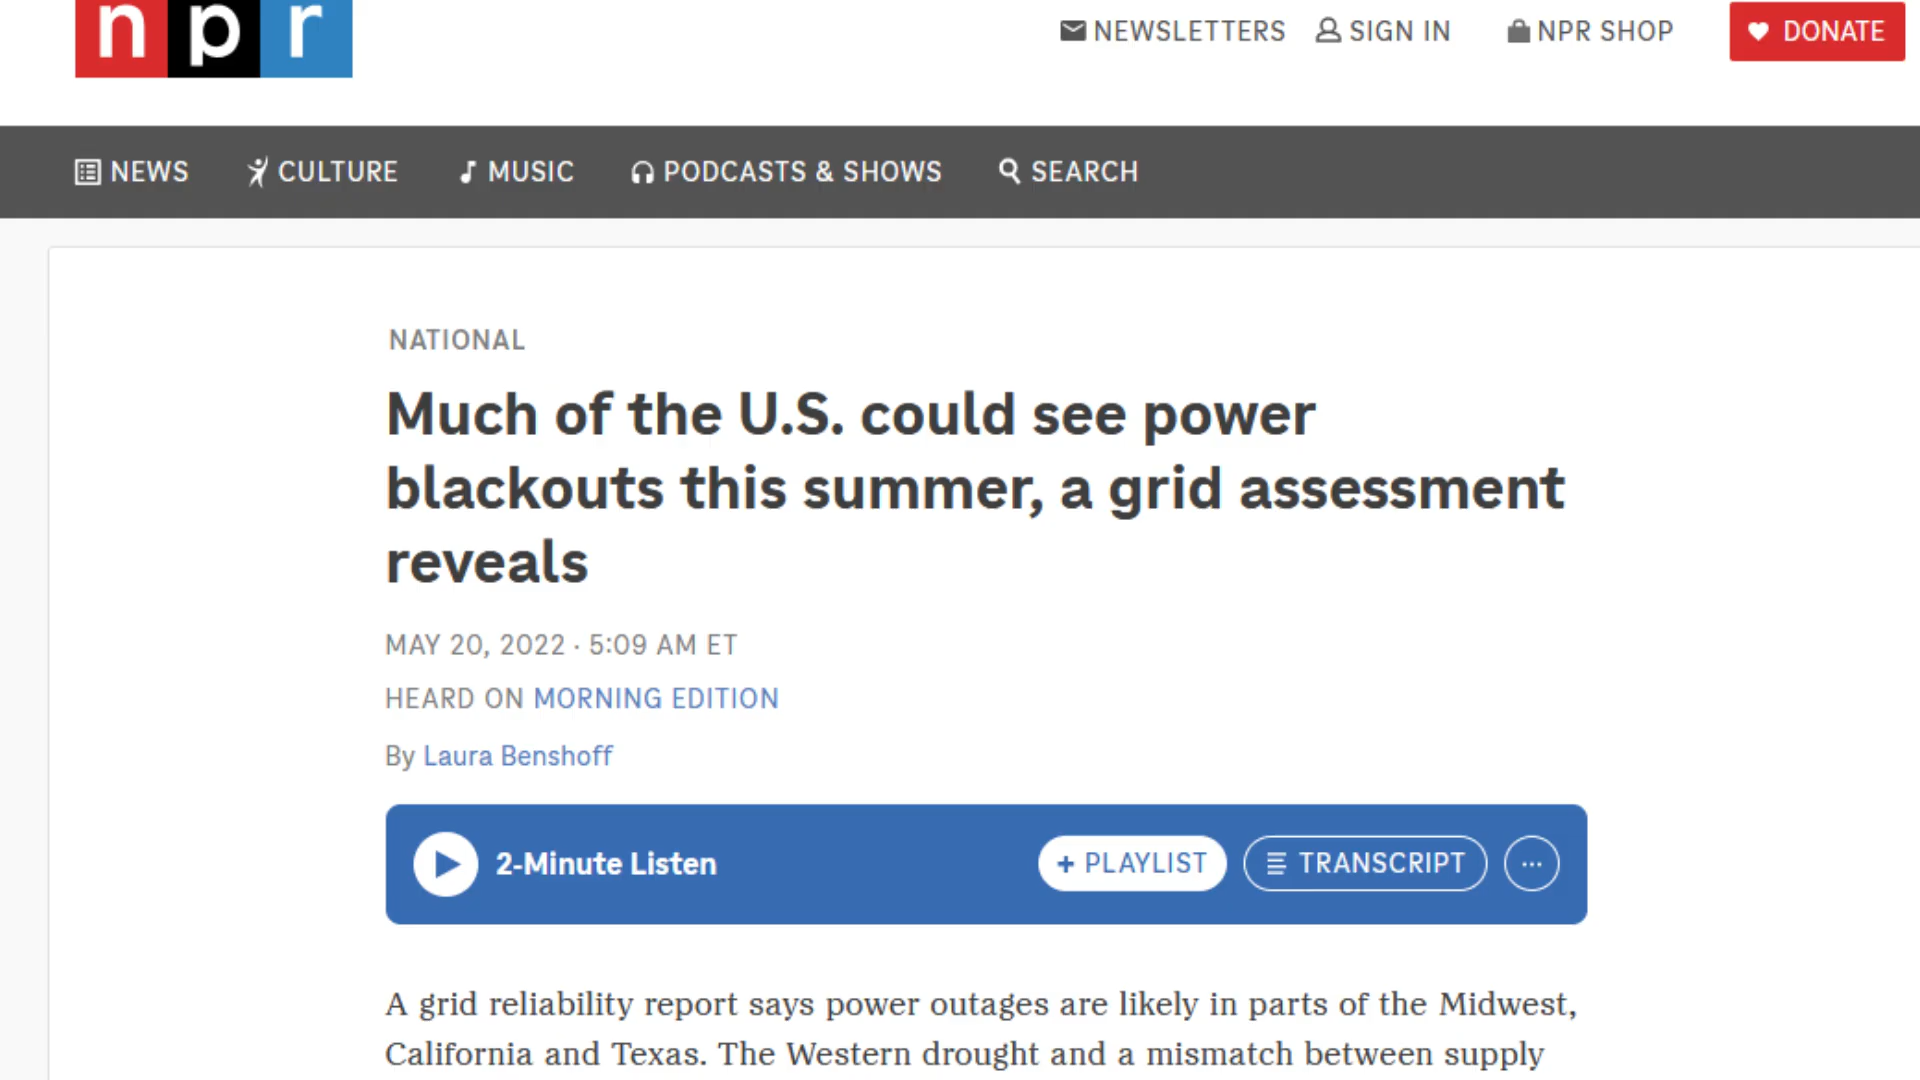 npr
NEWSLETTERS SIGN IN NPR SHOP DONATE
NEWS CULTURE MUSIC PODCASTS & SHOWS SEARCH
NATIONAL
Much of the U.S. could see power
blackouts this summer, a grid assessment
reveals
MAY 20, 2022 · 5:09 AM ET
HEARD ON MORNING EDITION
By Laura Benshoff
2-Minute Listen + PLAYLIST TRANSCRIPT ...
A grid reliability report says power outages are likely in parts of the Midwest,
California and Texas. The Western drought and a mismatch between supply